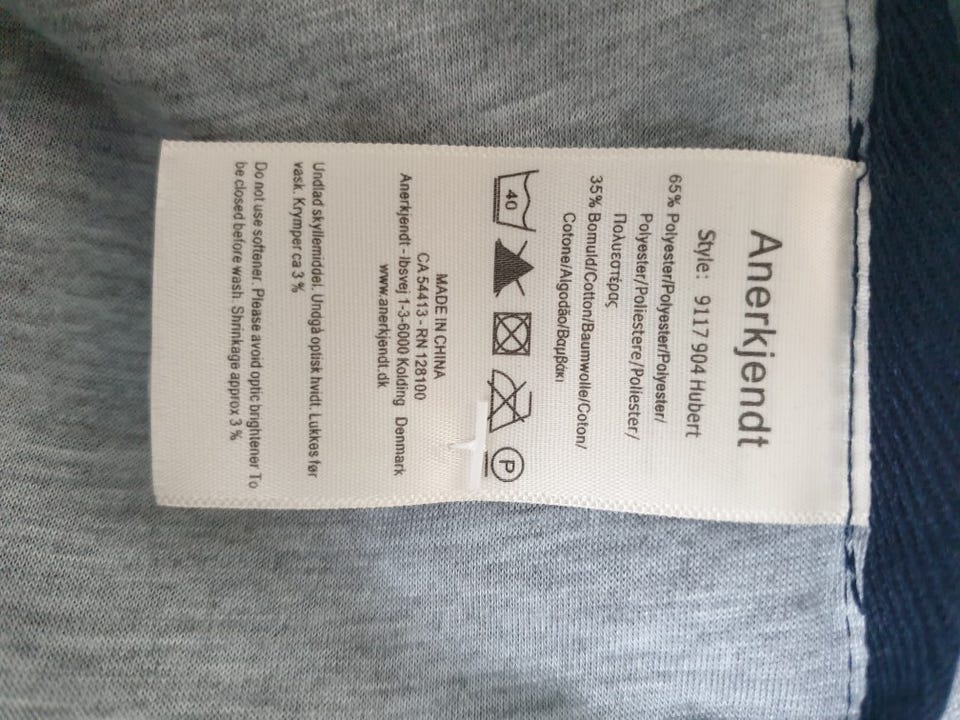 Anerkjendt
Style: 9117 904 Hubert
65% Polyester/Polyester/Polyester/
Polyester/Poliestere/Poliester/
Πολυεστέρας
35% Bomuld/Cotton/Baumwolle/Coton/
Cotone/Algodão/Βαμβάκι
40 P
MADE IN CHINA
CA 54413 - RN 128100
Anerkjendt - Ibsvej 1-3-6000 Kolding Denmark
www.anerkjendt.dk
Undlad skyllemiddel. Undgå optisk hvidt. Lukkes før
vask. Krymper ca 3 %
Do not use softener. Please avoid optic brightener To
be closed before wash. Shrinkage approx 3 %